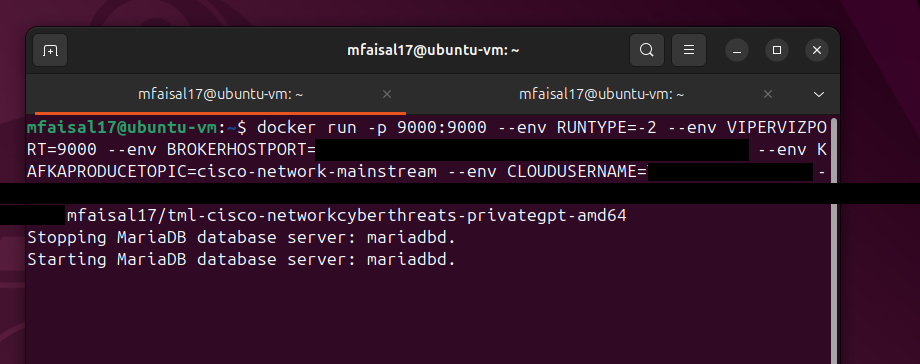 mfaisal17@ubuntu-vm: ~
mfaisal17@ubuntu-vm: ~
mfaisal17@ubuntu-vm: ~
mfaisal17@ubuntu-vm:~$ docker run -p 9000:9000 --env RUNTYPE=-2 --env VIPERVIZPO
RT=9000 --env BROKERHOSTPORT= --env K
AFKAPRODUCETOPIC=cisco-network-mainstream --env CLOUDUSERNAME= -
mfaisal17/tml-cisco-networkcyberthreats-privategpt-amd64
Stopping MariaDB database server: mariadbd.
Starting MariaDB database server: mariadbd.